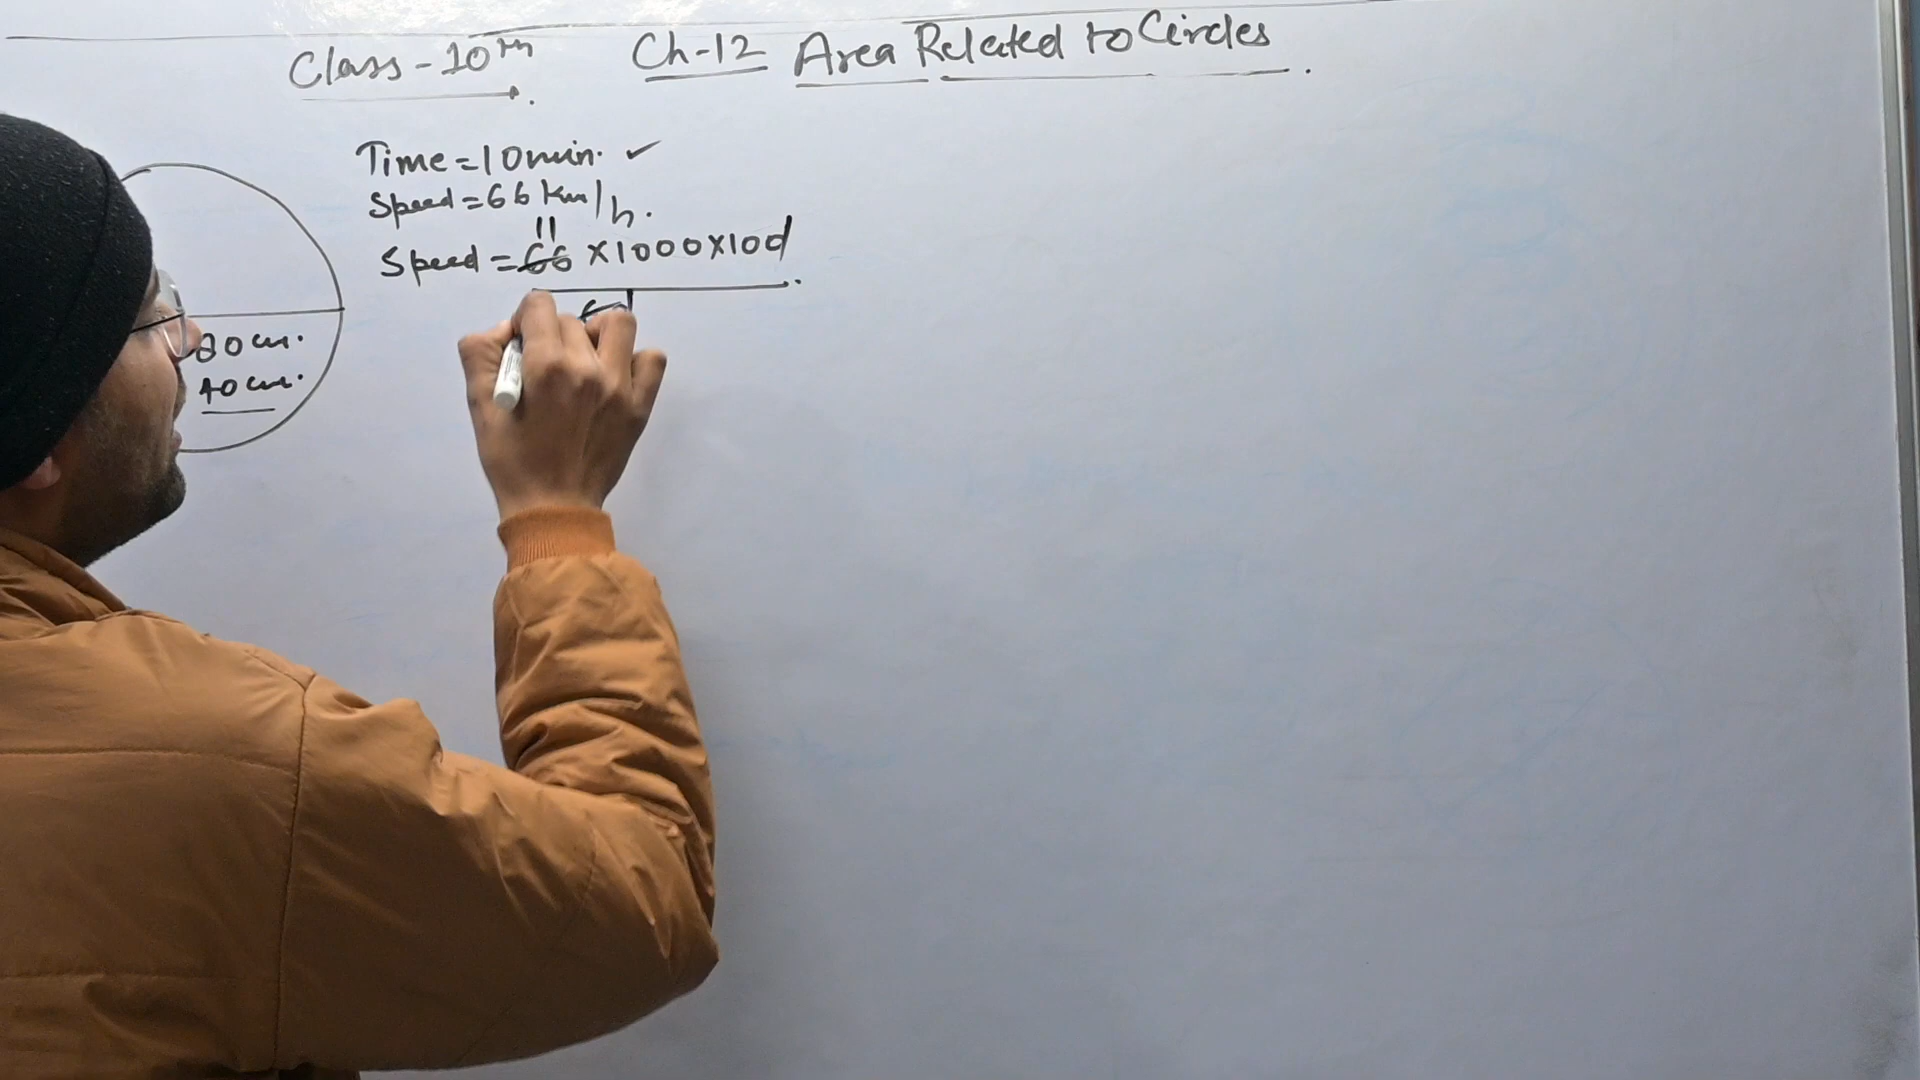 Class - 10th Ch-12 Area Related to Circles.
Time = 10 min. ✓
Speed = 66 Km/h.
11
Speed = 66 × 1000 × 100
80 cm.
40 cm.